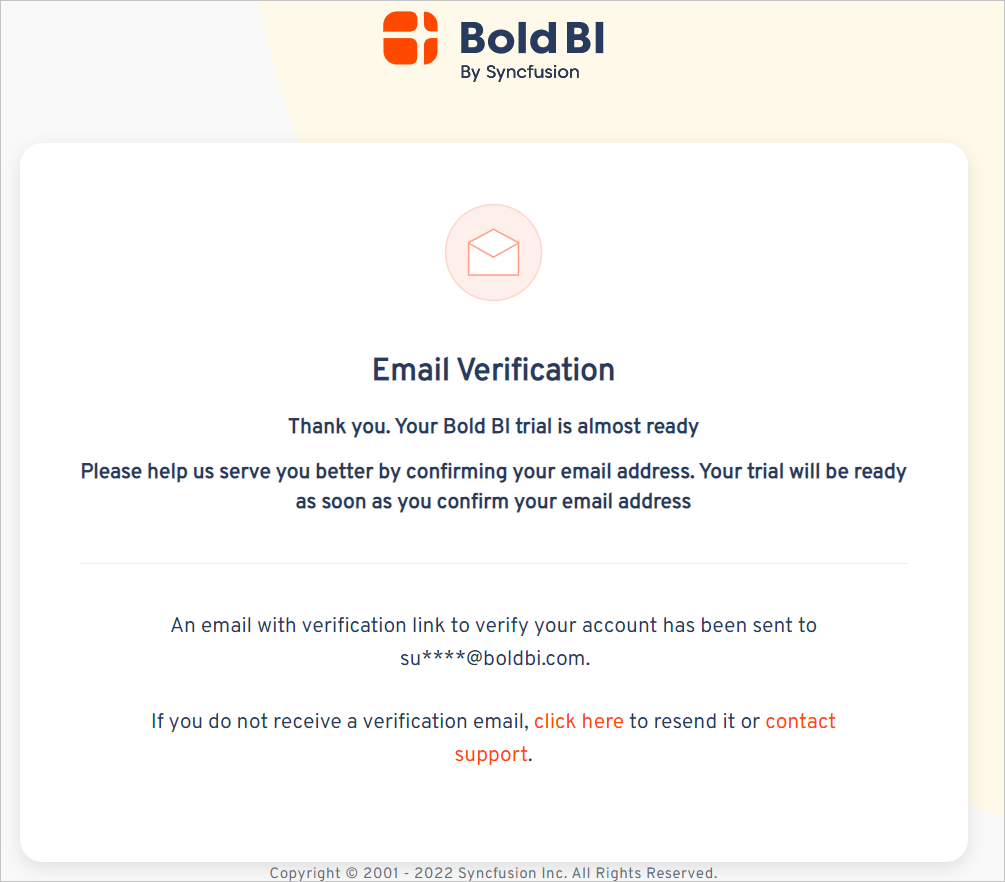 Bold BI
By Syncfusion
Email Verification
Thank you. Your Bold BI trial is almost ready
Please help us serve you better by confirming your email address. Your trial will be ready
as soon as you confirm your email address
An email with verification link to verify your account has been sent to
su****@boldbi.com.
If you do not receive a verification email, click here to resend it or contact
support.
Copyright © 2001 - 2022 Syncfusion Inc. All Rights Reserved.